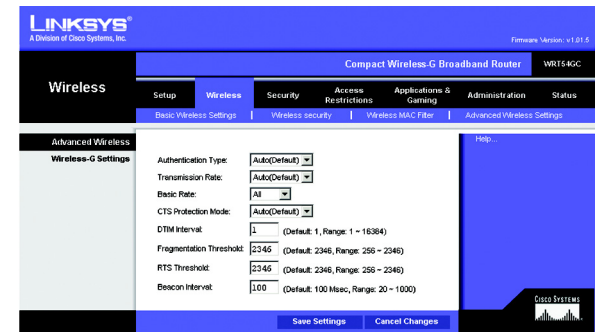 LINKSYS®
A Division of Cisco Systems, Inc.
Firmware Version: v1.01.5
Compact Wireless-G Broadband Router WRT54GC
Wireless
Setup Wireless Security Access Restrictions Applications & Gaming Administration Status
Basic Wireless Settings | Wireless security | Wireless MAC Filter | Advanced Wireless Settings
Advanced Wireless
Help...
Wireless-G Settings
Authentication Type: Auto(Default)
Transmission Rate: Auto(Default)
Basic Rate: All
CTS Protection Mode: Auto(Default)
DTIM Interval: 1 (Default: 1, Range: 1 ~ 16384)
Fragmentation Threshold: 2346 (Default: 2346, Range: 256 ~ 2346)
RTS Threshold: 2346 (Default: 2346, Range: 256 ~ 2346)
Beacon Interval: 100 (Default: 100 Msec, Range: 20 ~ 1000)
Save Settings Cancel Changes
CISCO SYSTEMS